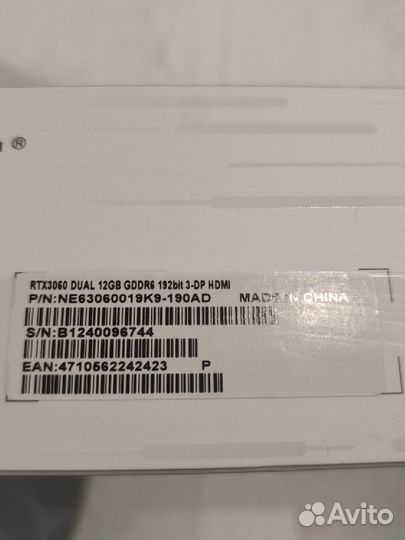 ®
RTX3060 DUAL 12GB GDDR6 192bit 3-DP HDMI
P/N:NE63060019K9-190AD MADE IN CHINA
S/N:B1240096744
EAN:4710562242423 P
Avito